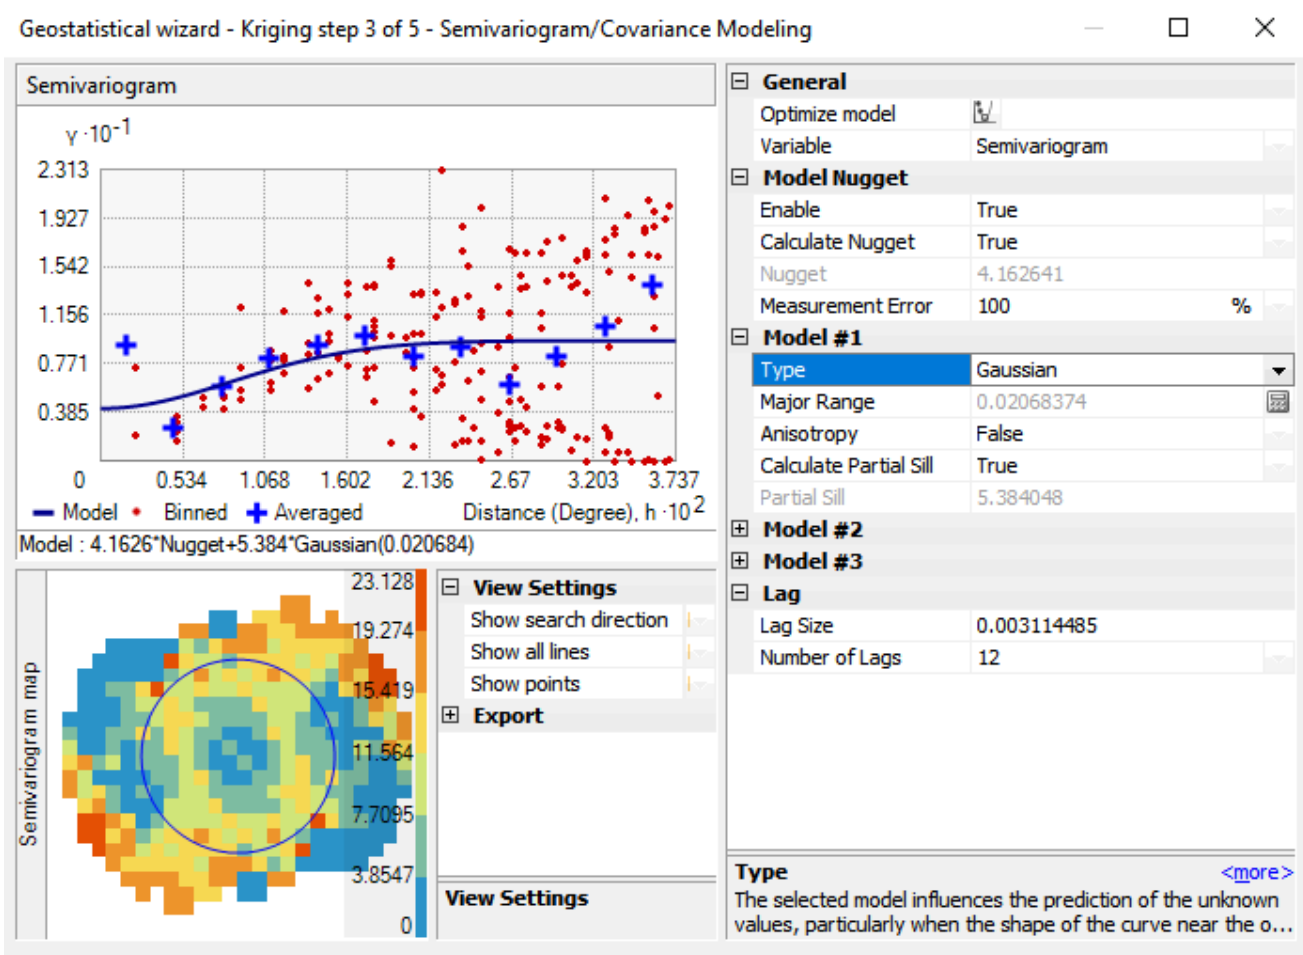 Geostatistical wizard - Kriging step 3 of 5 - Semivariogram/Covariance Modeling
Semivariogram
γ ·10⁻¹
2.313
1.927
1.542
1.156
0.771
0.385
0 0.534 1.068 1.602 2.136 2.67 3.203 3.737
Model Binned Averaged Distance (Degree), h ·10²
Model : 4.1626*Nugget+5.384*Gaussian(0.020684)
Semivariogram map
23.128
19.274
15.419
11.564
7.7095
3.8547
0
View Settings
Show search direction
Show all lines
Show points
Export
View Settings
General
Optimize model
Variable Semivariogram
Model Nugget
Enable True
Calculate Nugget True
Nugget 4.162641
Measurement Error 100 %
Model #1
Type Gaussian
Major Range 0.02068374
Anisotropy False
Calculate Partial Sill True
Partial Sill 5.384048
Model #2
Model #3
Lag
Lag Size 0.003114485
Number of Lags 12
Type <more>
The selected model influences the prediction of the unknown
values, particularly when the shape of the curve near the o...